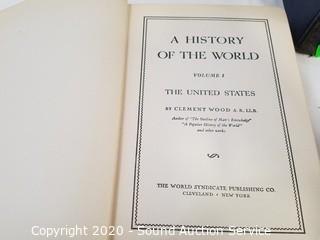 A HISTORY
OF THE WORLD
VOLUME I
THE UNITED STATES
BY CLEMENT WOOD A. B., LL.B.
Author of "The Outline of Man's Knowledge"
"A Popular History of the World"
and other works
THE WORLD SYNDICATE PUBLISHING CO.
CLEVELAND • NEW YORK
Copyright © 2020 - Sound Auction Service